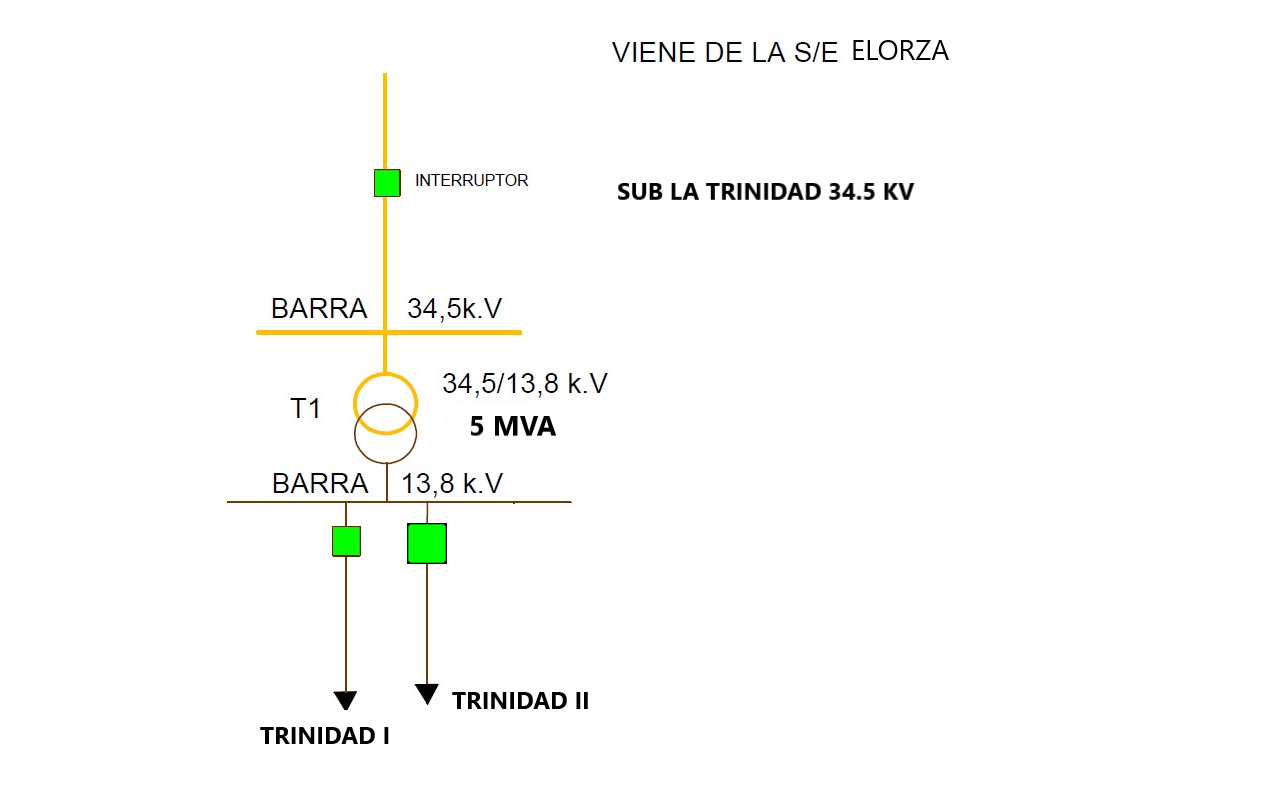 VIENE DE LA S/E ELORZA
INTERRUPTOR
SUB LA TRINIDAD 34.5 KV
BARRA 34,5k.V
34,5/13,8 k.V
T1
5 MVA
BARRA 13,8 k.V
TRINIDAD II
TRINIDAD I